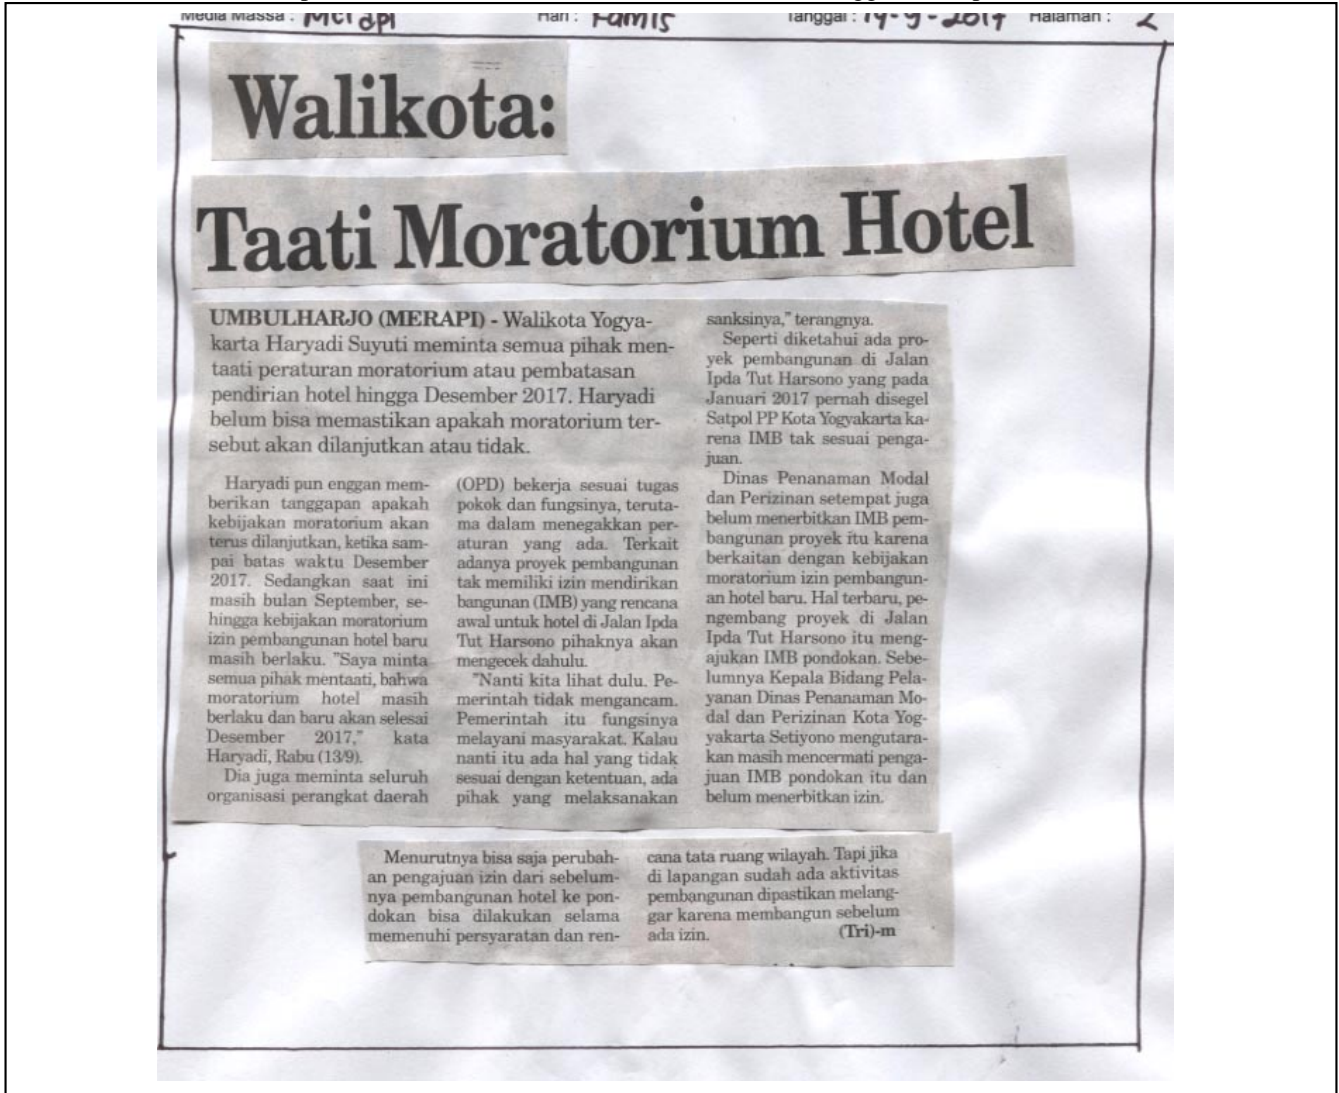 Media Massa : Merapi Hari : Kamis Tanggal : 14-9-2017 Halaman : 2
Walikota:
Taati Moratorium Hotel
UMBULHARJO (MERAPI) - Walikota Yogya-
karta Haryadi Suyuti meminta semua pihak men-
taati peraturan moratorium atau pembatasan
pendirian hotel hingga Desember 2017. Haryadi
belum bisa memastikan apakah moratorium ter-
sebut akan dilanjutkan atau tidak.
Haryadi pun enggan mem-
berikan tanggapan apakah
kebijakan moratorium akan
terus dilanjutkan, ketika sam-
pai batas waktu Desember
2017. Sedangkan saat ini
masih bulan September, se-
hingga kebijakan moratorium
izin pembangunan hotel baru
masih berlaku. "Saya minta
semua pihak mentaati, bahwa
moratorium hotel masih
berlaku dan baru akan selesai
Desember 2017," kata
Haryadi, Rabu (13/9).
Dia juga meminta seluruh
organisasi perangkat daerah
(OPD) bekerja sesuai tugas
pokok dan fungsinya, teruta-
ma dalam menegakkan per-
aturan yang ada. Terkait
adanya proyek pembangunan
tak memiliki izin mendirikan
bangunan (IMB) yang rencana
awal untuk hotel di Jalan Ipda
Tut Harsono pihaknya akan
mengecek dahulu.
"Nanti kita lihat dulu. Pe-
merintah tidak mengancam.
Pemerintah itu fungsinya
melayani masyarakat. Kalau
nanti itu ada hal yang tidak
sesuai dengan ketentuan, ada
pihak yang melaksanakan
sanksinya," terangnya.
Seperti diketahui ada pro-
yek pembangunan di Jalan
Ipda Tut Harsono yang pada
Januari 2017 pernah disegel
Satpol PP Kota Yogyakarta ka-
rena IMB tak sesuai penga-
juan.
Dinas Penanaman Modal
dan Perizinan setempat juga
belum menerbitkan IMB pem-
bangunan proyek itu karena
berkaitan dengan kebijakan
moratorium izin pembangun-
an hotel baru. Hal terbaru, pe-
ngembang proyek di Jalan
Ipda Tut Harsono itu meng-
ajukan IMB pondokan. Sebe-
lumnya Kepala Bidang Pela-
yanan Dinas Penanaman Mo-
dal dan Perizinan Kota Yog-
yakarta Setiyono mengutara-
kan masih mencermati penga-
juan IMB pondokan itu dan
belum menerbitkan izin.
Menurutnya bisa saja perubah-
an pengajuan izin dari sebelum-
nya pembangunan hotel ke pon-
dokan bisa dilakukan selama
memenuhi persyaratan dan ren-
cana tata ruang wilayah. Tapi jika
di lapangan sudah ada aktivitas
pembangunan dipastikan melang-
gar karena membangun sebelum
ada izin. (Tri)-m